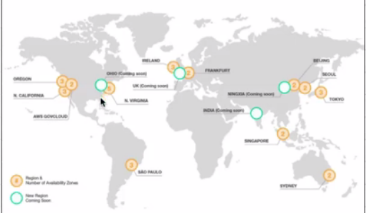 IRELAND
BEIJING
OHIO (Coming soon)
FRANKFURT
SEOUL
OREGON
UK (Coming soon)
NINGXIA (Coming soon)
N. CALIFORNIA
N. VIRGINIA
TOKYO
INDIA (Coming soon)
AWS GOVCLOUD
SINGAPORE
SÃO PAULO
SYDNEY
Region &
Number of Availability Zones
New Region
Coming Soon